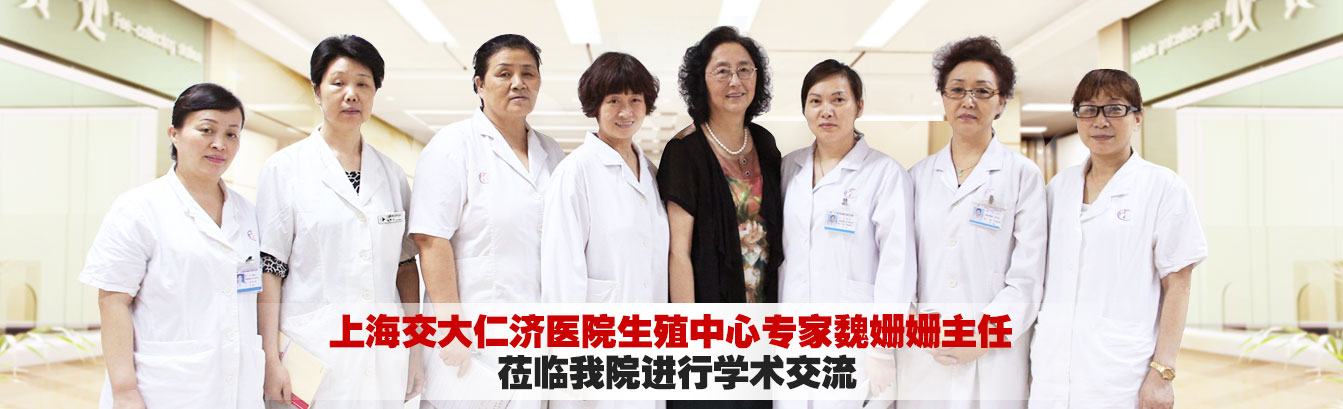 处
Fee-collecting
上海交大仁济医院生殖中心专家魏姗姗主任
莅临我院进行学术交流